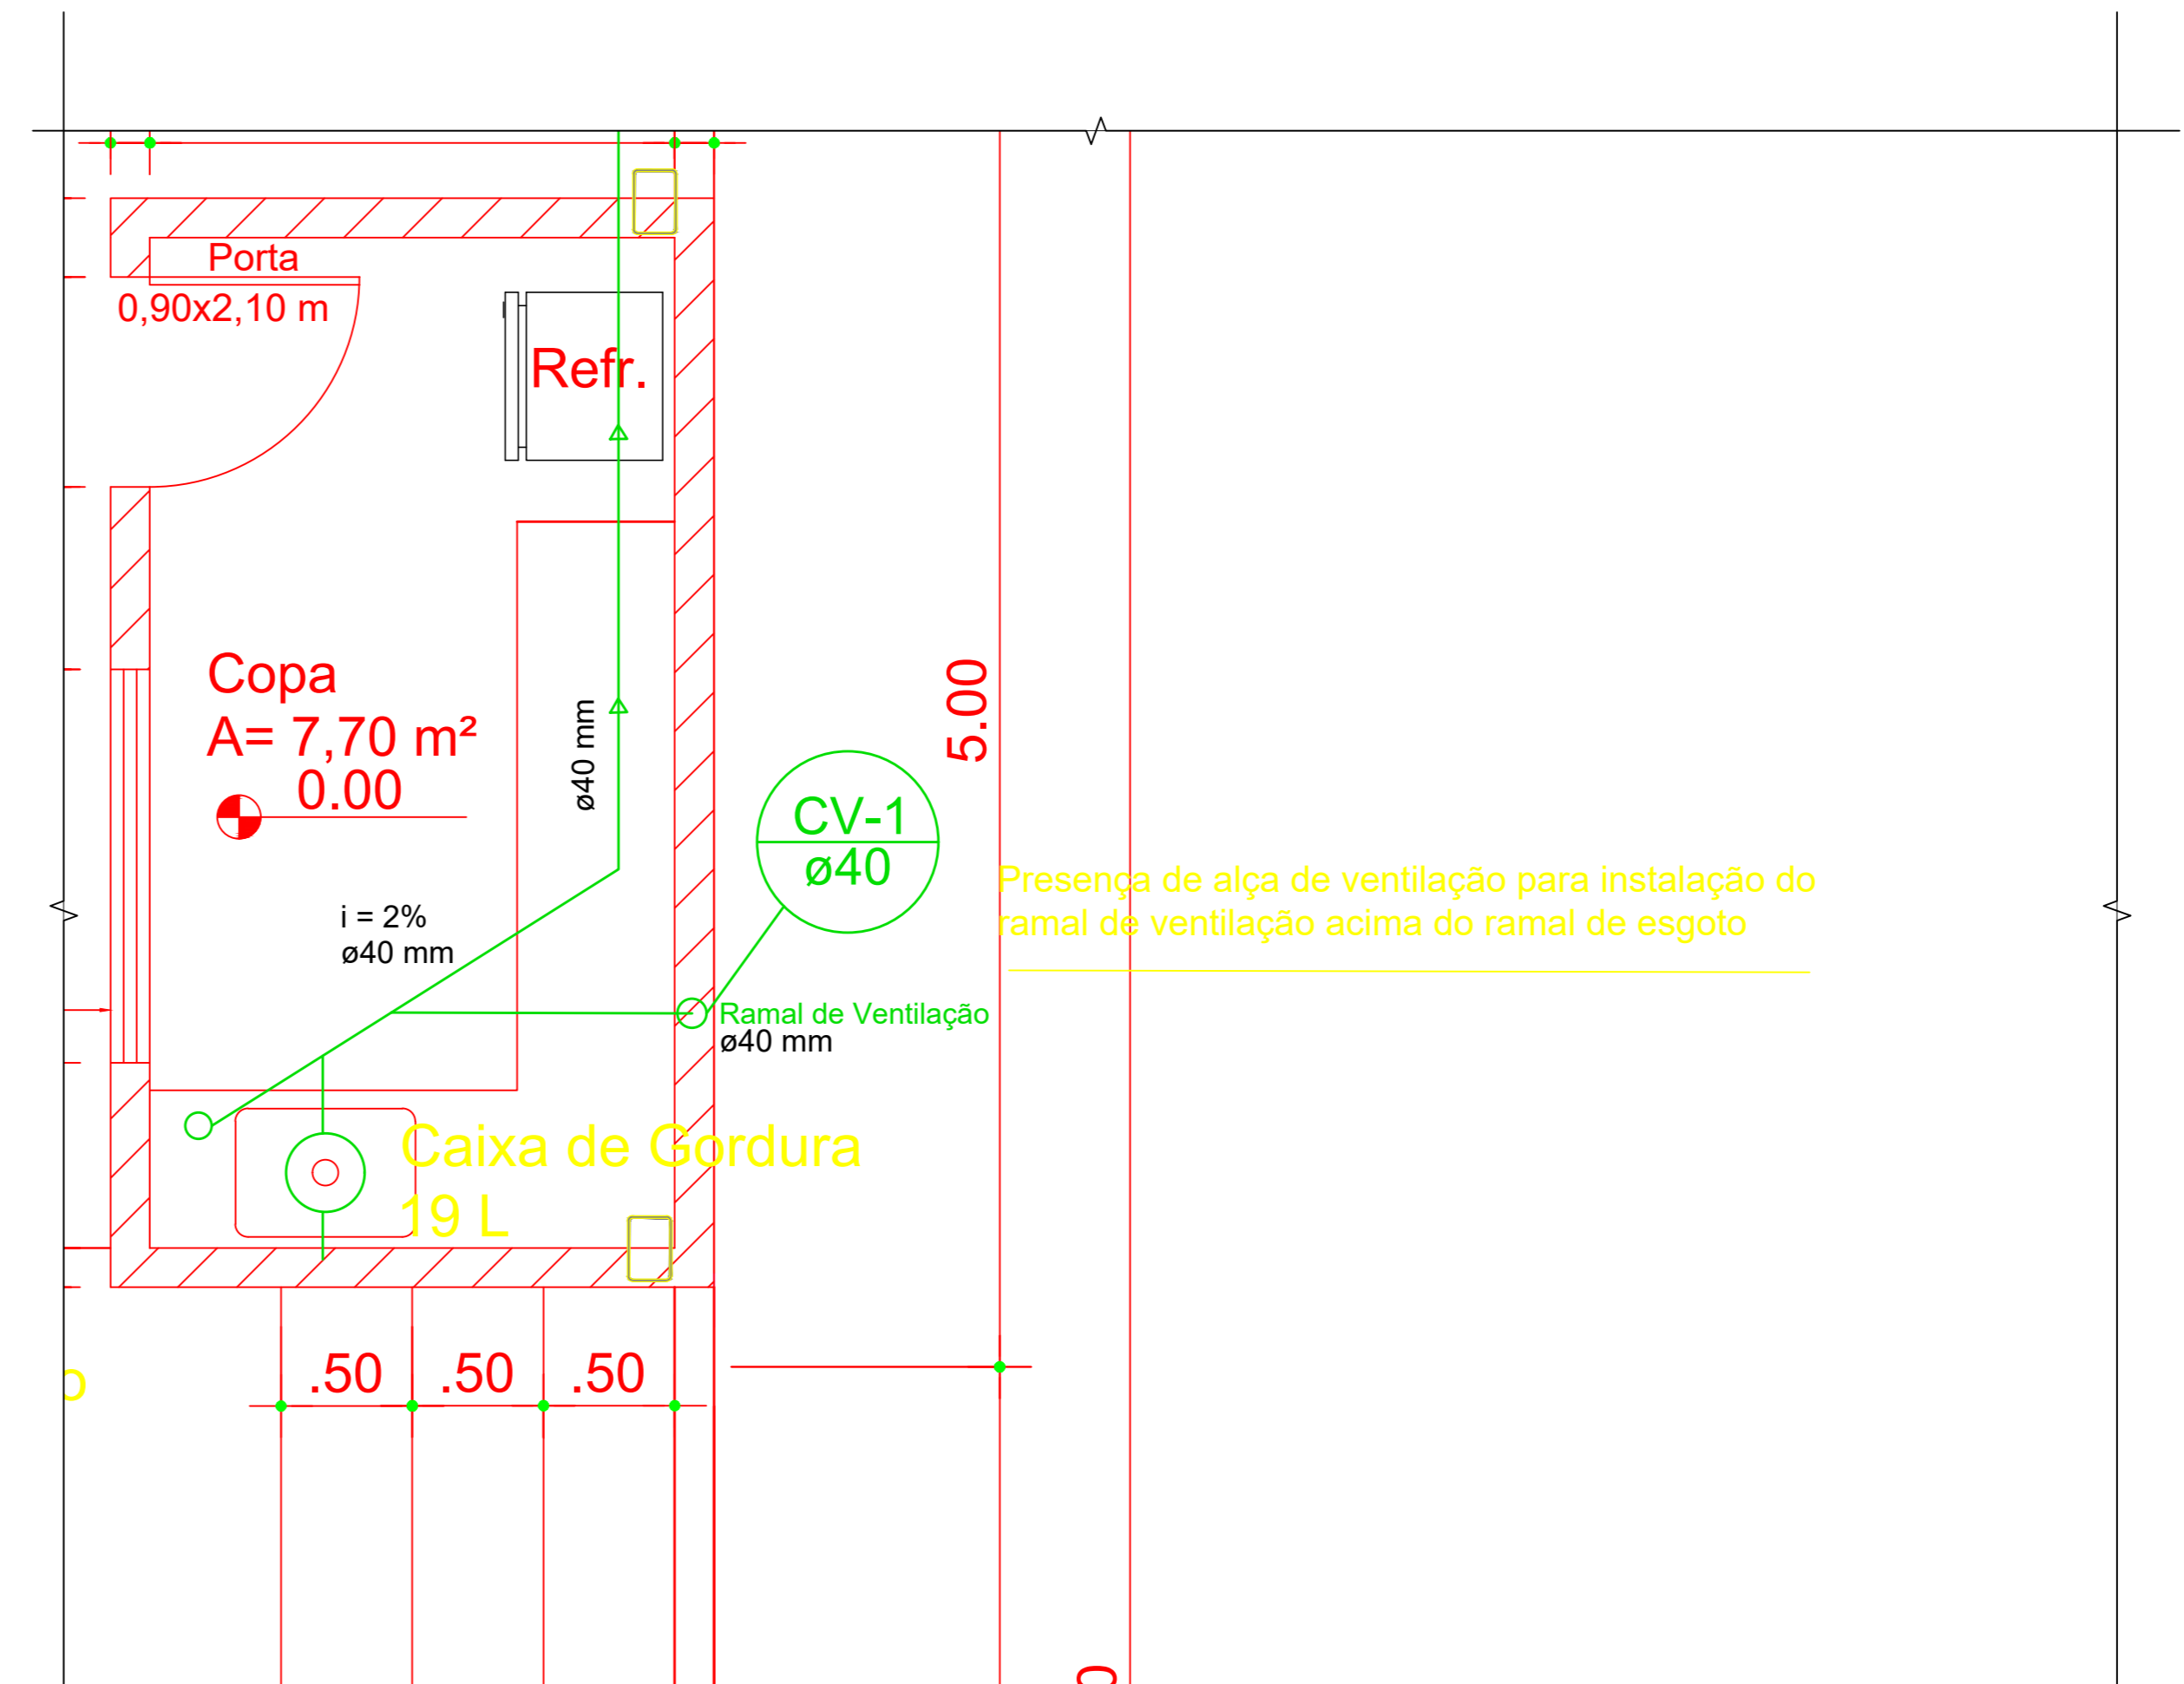 Porta
0,90x2,10 m
Refr.
Copa
A= 7,70 m²
0.00
ø40 mm
5.00
CV-1
ø40
Presença de alça de ventilação para instalação do
ramal de ventilação acima do ramal de esgoto
i = 2%
ø40 mm
Ramal de Ventilação
ø40 mm
Caixa de Gordura
19 L
.50 .50 .50